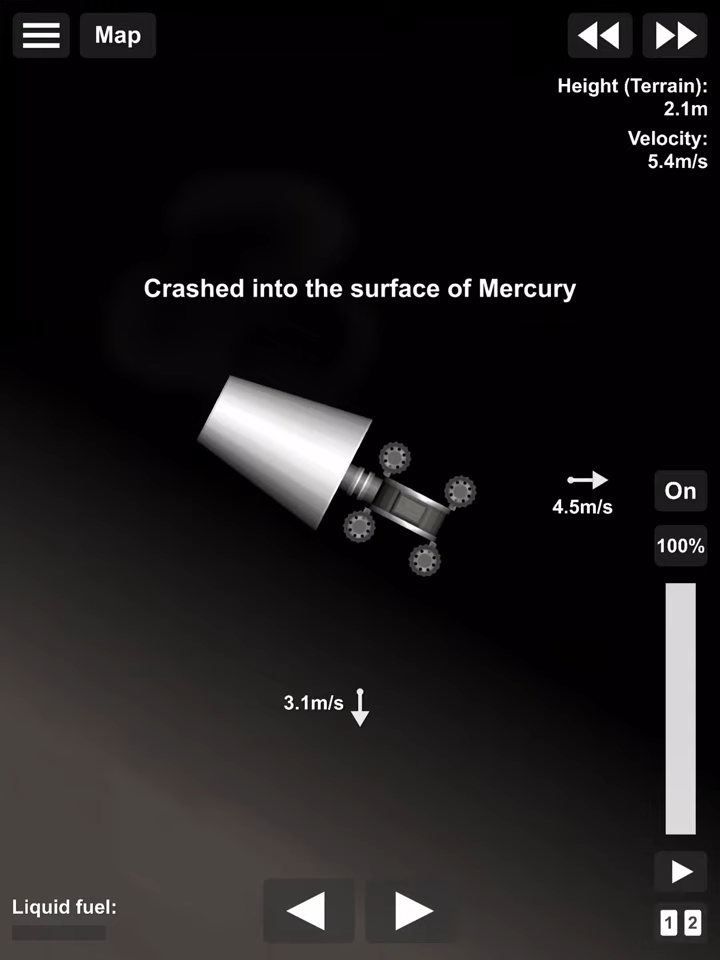 Map
Height (Terrain):
2.1m
Velocity:
5.4m/s
Crashed into the surface of Mercury
On
4.5m/s
100%
3.1m/s
Liquid fuel:
1 2